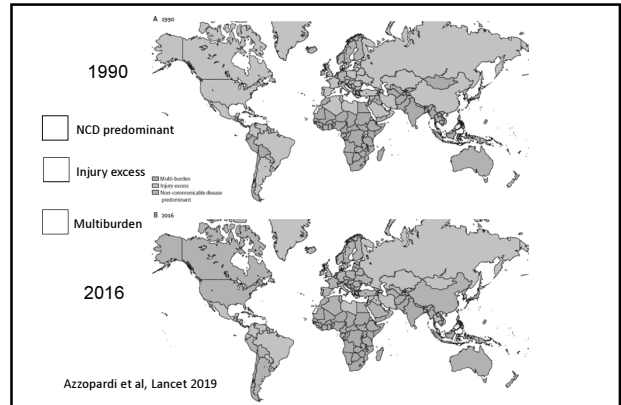 A 1990
1990
NCD predominant
Injury excess
Multiburden
Multi-burden
Injury excess
Non-communicable disease
predominant
B 2016
2016
Azzopardi et al, Lancet 2019